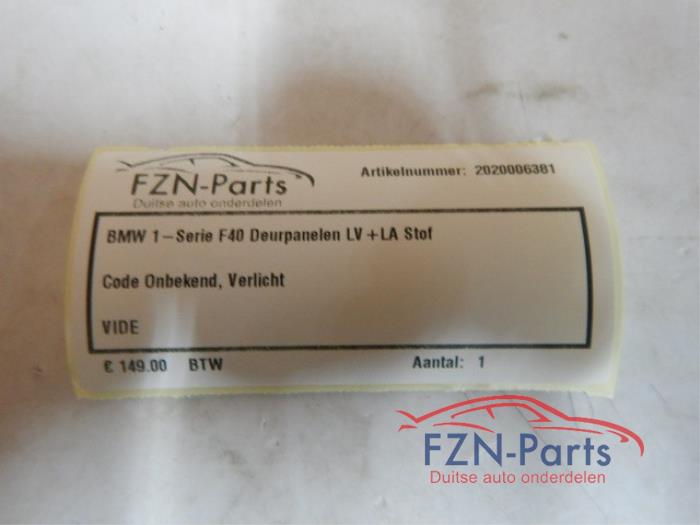 FZN-Parts
Duitse auto onderdelen
Artikelnummer: 2020006381
BMW 1-Serie F40 Deurpanelen LV+LA Stof
Code Onbekend, Verlicht
VIDE
€ 149.00 BTW
Aantal: 1
FZN-Parts
Duitse auto onderdelen